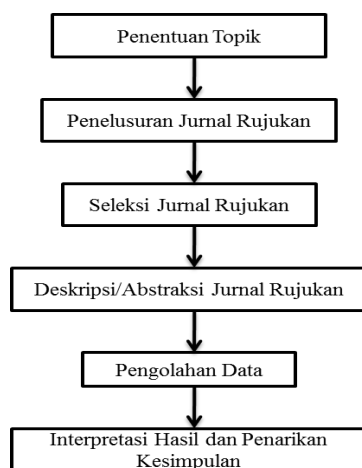 Penentuan Topik
Penelusuran Jurnal Rujukan
Seleksi Jurnal Rujukan
Deskripsi/Abstraksi Jurnal Rujukan
Pengolahan Data
Interpretasi Hasil dan Penarikan
Kesimpulan